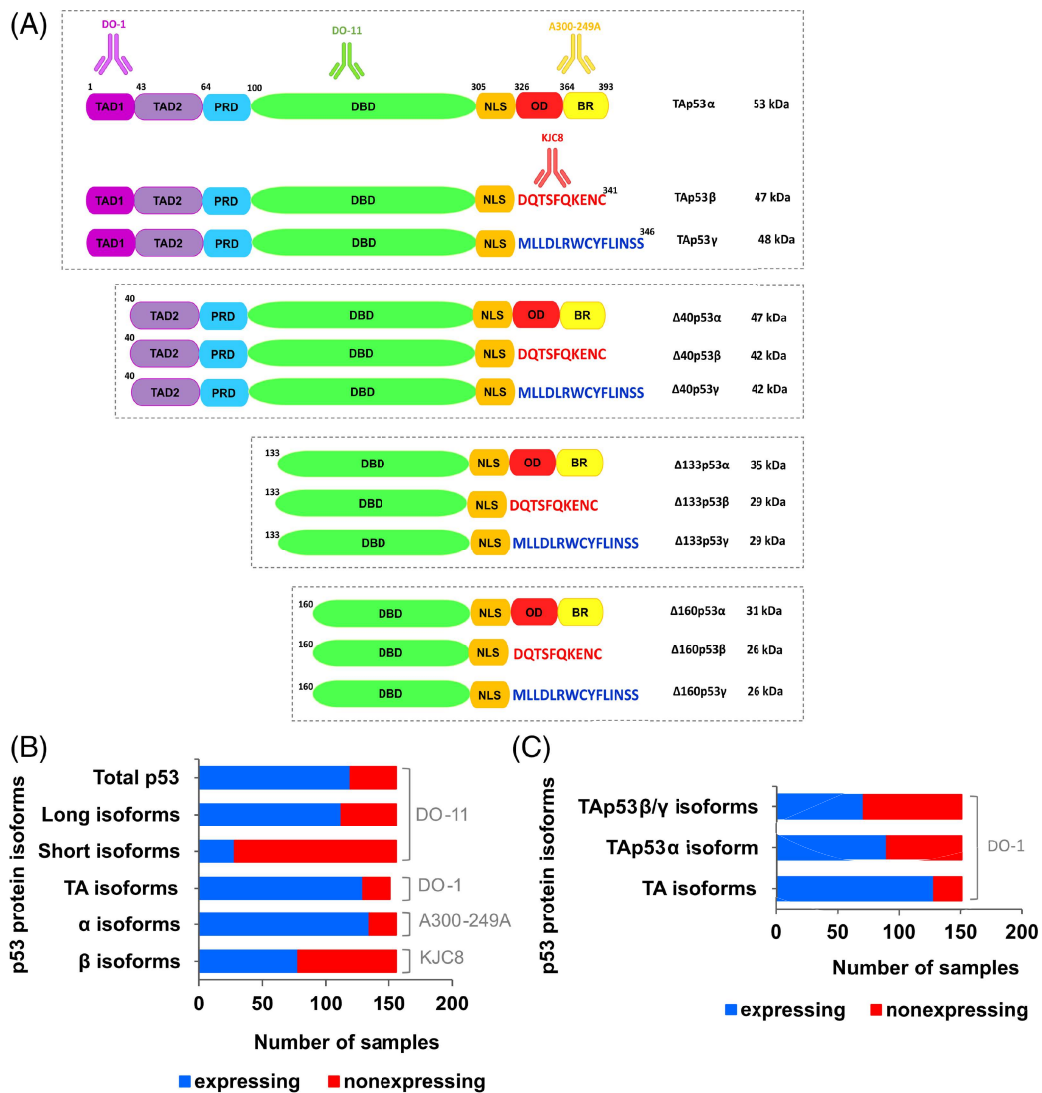 (A)
DO-1 DO-11 A300-249A
1 43 64 100 305 326 364 393
TAD1 TAD2 PRD DBD NLS OD BR TAp53α 53 kDa
KJC8
TAD1 TAD2 PRD DBD NLS DQTSFQKENC 341 TAp53β 47 kDa
TAD1 TAD2 PRD DBD NLS MLLDLRWCYFLINSS 346 TAp53γ 48 kDa
40 TAD2 PRD DBD NLS OD BR Δ40p53α 47 kDa
40 TAD2 PRD DBD NLS DQTSFQKENC Δ40p53β 42 kDa
40 TAD2 PRD DBD NLS MLLDLRWCYFLINSS Δ40p53γ 42 kDa
133 DBD NLS OD BR Δ133p53α 35 kDa
133 DBD NLS DQTSFQKENC Δ133p53β 29 kDa
133 DBD NLS MLLDLRWCYFLINSS Δ133p53γ 29 kDa
160 DBD NLS OD BR Δ160p53α 31 kDa
160 DBD NLS DQTSFQKENC Δ160p53β 26 kDa
160 DBD NLS MLLDLRWCYFLINSS Δ160p53γ 26 kDa
(B)
p53 protein isoforms
Total p53
Long isoforms
Short isoforms
DO-11
TA isoforms DO-1
α isoforms A300-249A
β isoforms KJC8
0 50 100 150 200
Number of samples
expressing nonexpressing
(C)
p53 protein isoforms
TAp53β/γ isoforms
TAp53α isoform
TA isoforms
DO-1
0 50 100 150 200
Number of samples
expressing nonexpressing